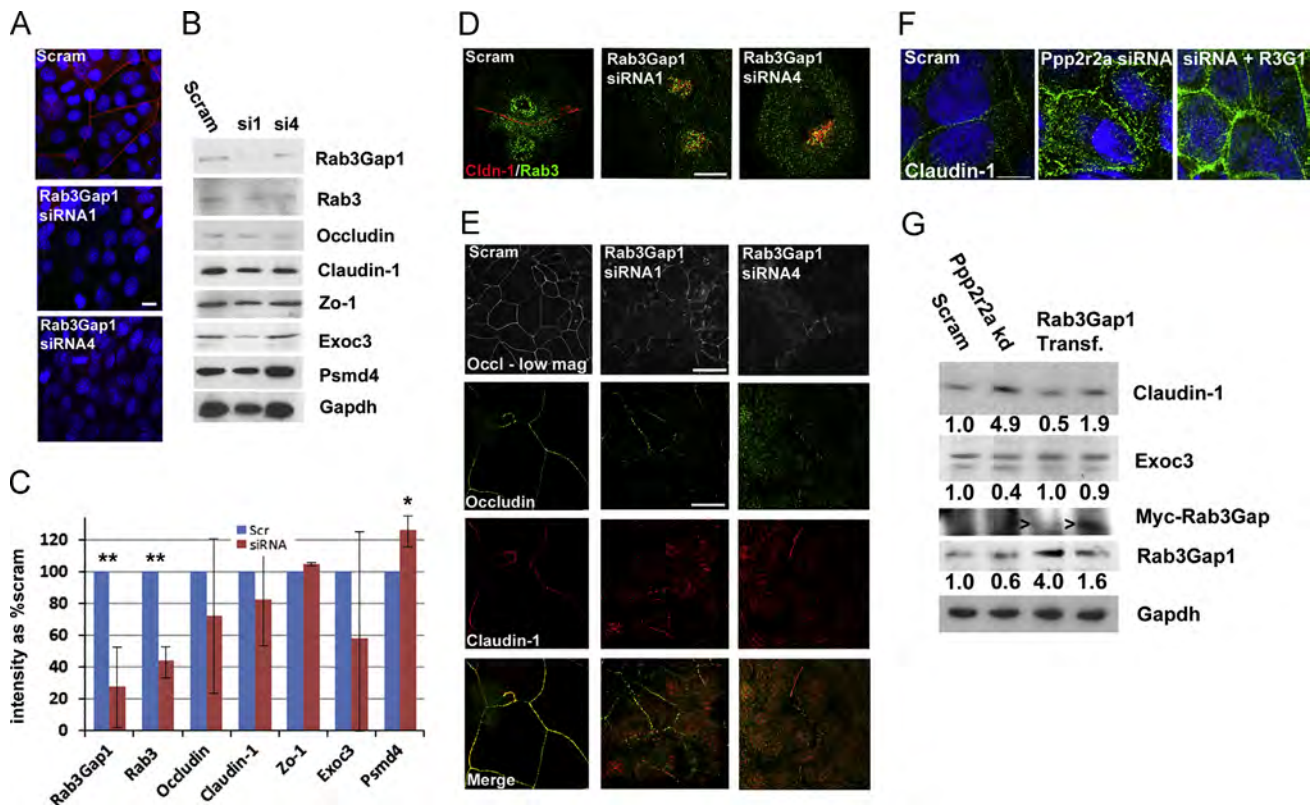 A
Scram
Rab3Gap1
siRNA1
Rab3Gap1
siRNA4
B
Scram si1 si4
Rab3Gap1
Rab3
Occludin
Claudin-1
Zo-1
Exoc3
Psmd4
Gapdh
C
intensity as %scram
Scr
siRNA
** ** *
120
100
80
60
40
20
0
Rab3Gap1 Rab3 Occludin Claudin-1 Zo-1 Exoc3 Psmd4
D
Scram
Cldn-1/Rab3
Rab3Gap1
siRNA1
Rab3Gap1
siRNA4
E
Scram
Occl - low mag
Rab3Gap1
siRNA1
Rab3Gap1
siRNA4
Occludin
Claudin-1
Merge
F
Scram
Claudin-1
Ppp2r2a siRNA
siRNA + R3G1
G
Scram
Ppp2r2a kd
Rab3Gap1
Transf.
Claudin-1
1.0 4.9 0.5 1.9
Exoc3
1.0 0.4 1.0 0.9
> >
Myc-Rab3Gap
Rab3Gap1
1.0 0.6 4.0 1.6
Gapdh